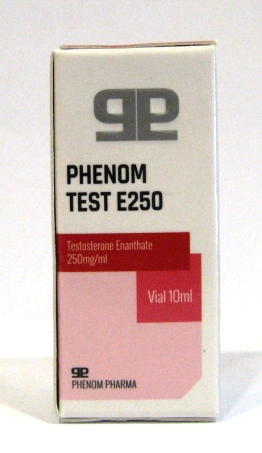 PHENOM
TEST E250
Testosterone Enanthate
250mg/ml
Vial 10ml
PHENOM PHARMA